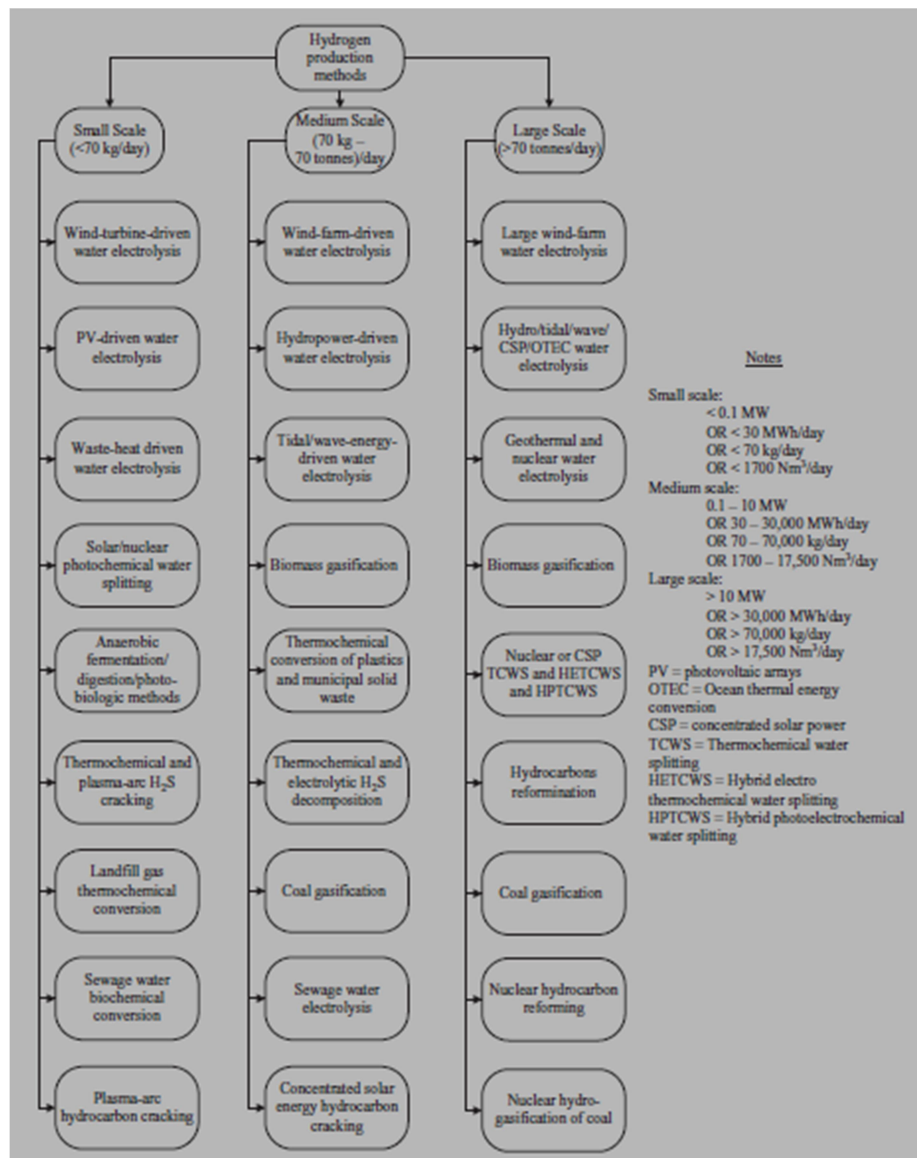 Hydrogen
production
methods
Small Scale
(<70 kg/day)
Wind-turbine-driven
water electrolysis
PV-driven water
electrolysis
Waste-heat driven
water electrolysis
Solar/nuclear
photochemical water
splitting
Anaerobic
fermentation/
digestion/photo-
biologic methods
Thermochemical and
plasma-arc H₂S
cracking
Landfill gas
thermochemical
conversion
Sewage water
biochemical
conversion
Plasma-arc
hydrocarbon cracking
Medium Scale
(70 kg –
70 tonnes)/day
Wind-farm-driven
water electrolysis
Hydropower-driven
water electrolysis
Tidal/wave-energy-
driven water
electrolysis
Biomass gasification
Thermochemical
conversion of plastics
and municipal solid
waste
Thermochemical and
electrolytic H₂S
decomposition
Coal gasification
Sewage water
electrolysis
Concentrated solar
energy hydrocarbon
cracking
Large Scale
(>70 tonnes/day)
Large wind-farm
water electrolysis
Hydro/tidal/wave/
CSP/OTEC water
electrolysis
Geothermal and
nuclear water
electrolysis
Biomass gasification
Nuclear or CSP
TCWS and HETCWS
and HPTCWS
Hydrocarbons
reformination
Coal gasification
Nuclear hydrocarbon
reforming
Nuclear hydro-
gasification of coal
Notes
Small scale:
< 0.1 MW
OR < 30 MWh/day
OR < 70 kg/day
OR < 1700 Nm³/day
Medium scale:
0.1 – 10 MW
OR 30 – 30,000 MWh/day
OR 70 – 70,000 kg/day
OR 1700 – 17,500 Nm³/day
Large scale:
> 10 MW
OR > 30,000 MWh/day
OR > 70,000 kg/day
OR > 17,500 Nm³/day
PV = photovoltaic arrays
OTEC = Ocean thermal energy
conversion
CSP = concentrated solar power
TCWS = Thermochemical water
splitting
HETCWS = Hybrid electro
thermochemical water splitting
HPTCWS = Hybrid photoelectrochemical
water splitting